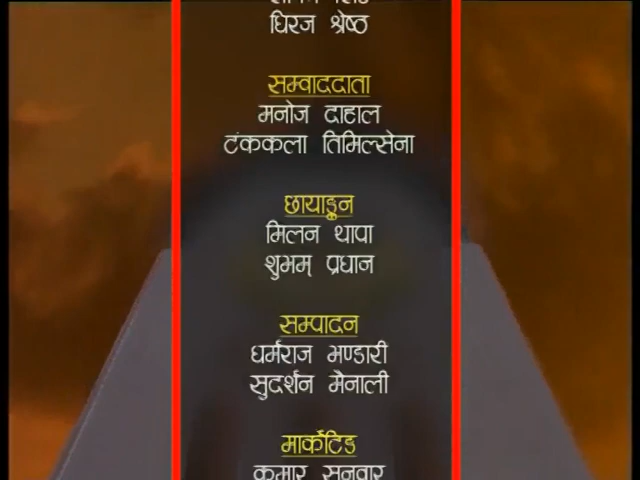 धिरज श्रेष्ठ
सम्वाददाता
मनोज दाहाल
टंककला तिमिल्सेना
छायाङ्कन
मिलन थापा
शुभम् प्रधान
सम्पादन
धर्मराज भण्डारी
सुदर्शन मैनाली
मार्केटिङ
कुमार सुनुवार